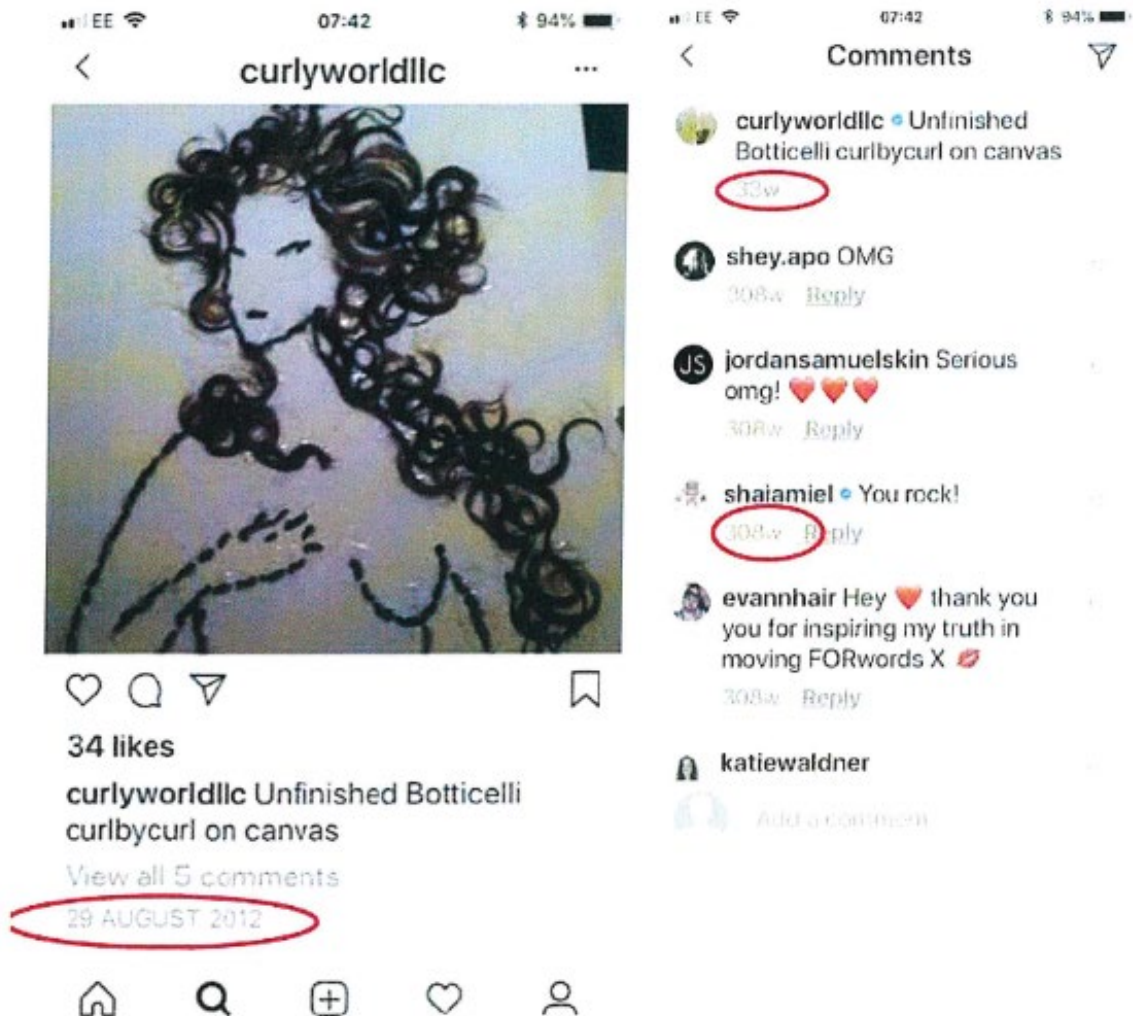 EE 07:42 94%
curlyworldllc ...
34 likes
curlyworldllc Unfinished Botticelli
curlbycurl on canvas
View all 5 comments
29 AUGUST 2012
EE 07:42 94%
Comments
curlyworldllc Unfinished
Botticelli curlbycurl on canvas
33w
shey.apo OMG
308w Reply
JS
jordansamuelskin Serious
omg! ❤️❤️❤️
308w Reply
shaiamiel You rock!
308w Reply
evannhair Hey ❤️ thank you
you for inspiring my truth in
moving FORwords X 💋
308w Reply
katiewaldner
Add a comment